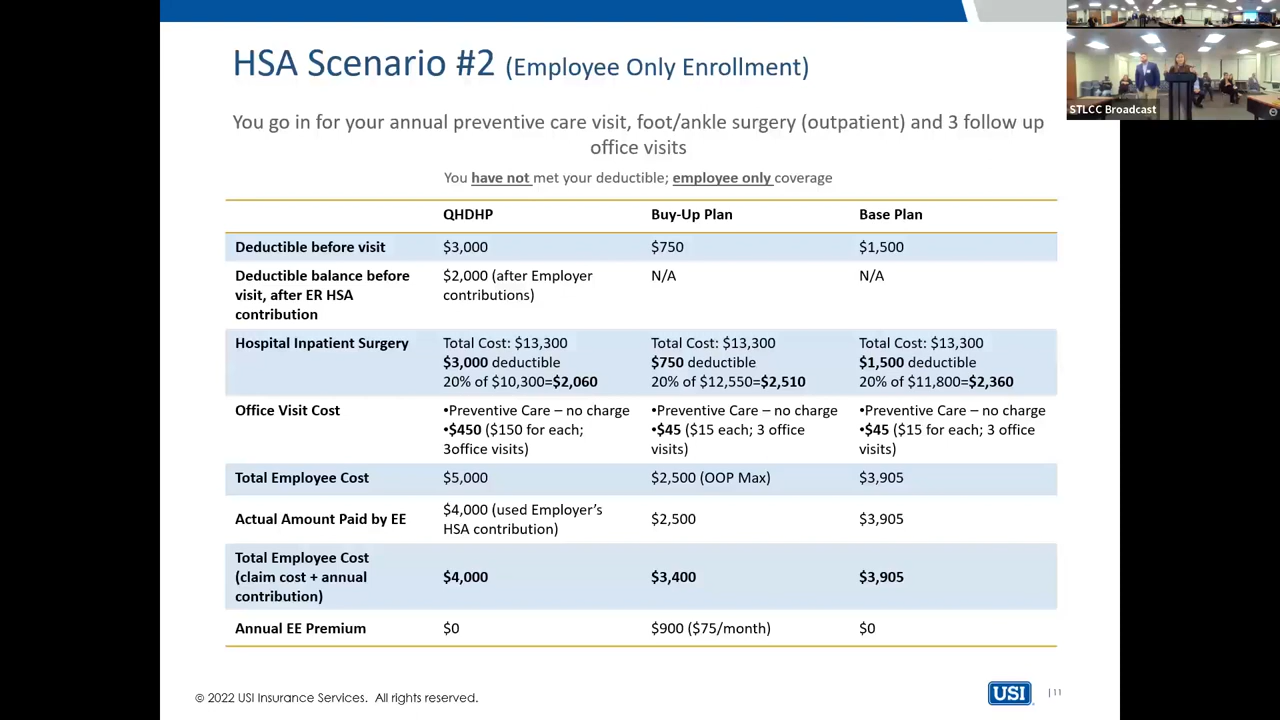 HSA Scenario #2 (Employee Only Enrollment)
You go in for your annual preventive care visit, foot/ankle surgery (outpatient) and 3 follow up
office visits
You have not met your deductible; employee only coverage
QHDHP Buy-Up Plan Base Plan
Deductible before visit $3,000 $750 $1,500
Deductible balance before
visit, after ER HSA
contribution
$2,000 (after Employer
contributions)
N/A
N/A
Hospital Inpatient Surgery
Total Cost: $13,300
$3,000 deductible
20% of $10,300=$2,060
Total Cost: $13,300
$750 deductible
20% of $12,550=$2,510
Total Cost: $13,300
$1,500 deductible
20% of $11,800=$2,360
Office Visit Cost
•Preventive Care – no charge
•$450 ($150 for each;
3office visits)
•Preventive Care – no charge
•$45 ($15 each; 3 office
visits)
•Preventive Care – no charge
•$45 ($15 for each; 3 office
visits)
Total Employee Cost $5,000 $2,500 (OOP Max) $3,905
Actual Amount Paid by EE
$4,000 (used Employer’s
HSA contribution)
$2,500
$3,905
Total Employee Cost
(claim cost + annual
contribution)
$4,000
$3,400
$3,905
Annual EE Premium $0 $900 ($75/month) $0
© 2022 USI Insurance Services. All rights reserved.
USI
|11
STLCC Broadcast